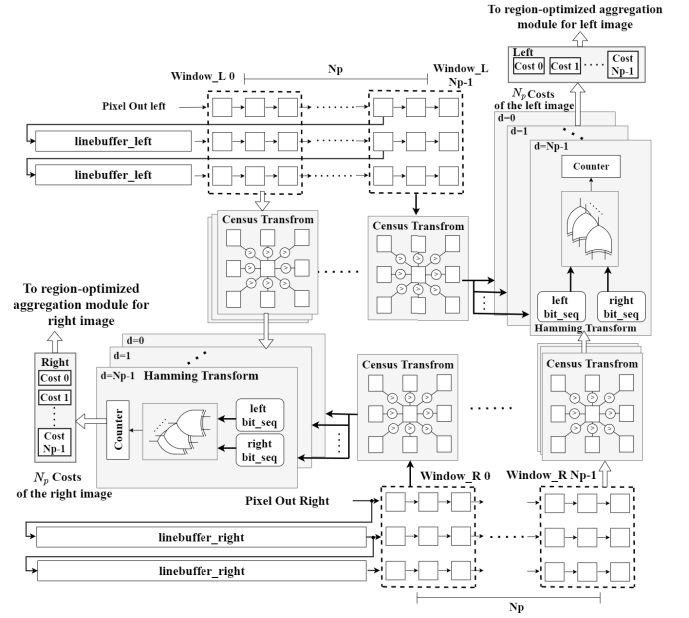 To region-optimized aggregation
module for left image
Left
Cost 0
Cost 1
Cost
Np-1
Np Costs
of the left image
Window_L 0
Np
Window_L
Np-1
Pixel Out left
linebuffer_left
linebuffer_left
d=0
d=1
d=Np-1
Counter
left
bit_seq
right
bit_seq
Hamming Transform
Census Transfrom
> > > > > > > >
Census Transfrom
> > > > > > > >
To region-optimized
aggregation module for
right image
Right
Cost 0
Cost 1
Cost
Np-1
Np Costs
of the right image
d=0
d=1
d=Np-1
Hamming Transform
Counter
left
bit_seq
right
bit_seq
Census Transfrom
> > > > > > > >
Census Transfrom
> > > > > > > >
Window_R 0
Window_R Np-1
Pixel Out Right
linebuffer_right
linebuffer_right
Np